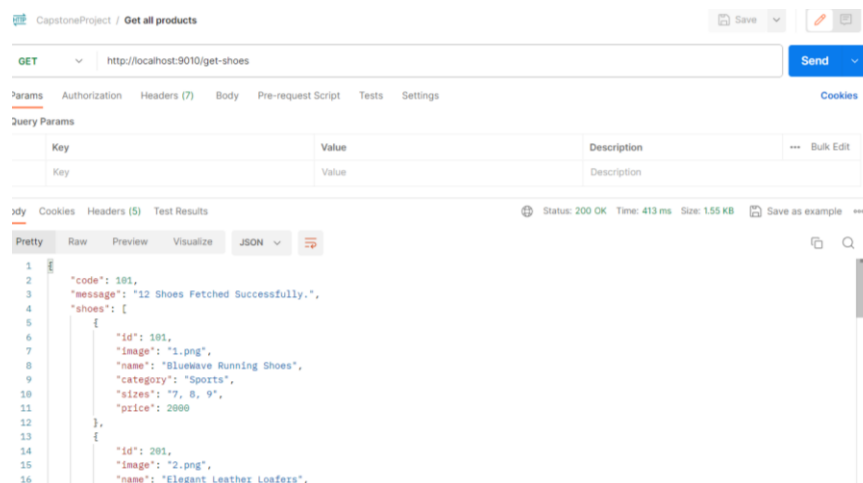 CapstoneProject / Get all products
Save
GET http://localhost:9010/get-shoes Send
Params Authorization Headers (7) Body Pre-request Script Tests Settings Cookies
Query Params
Key Value Description ••• Bulk Edit
Key Value Description
ody Cookies Headers (5) Test Results Status: 200 OK Time: 413 ms Size: 1.55 KB Save as example •••
Pretty Raw Preview Visualize JSON
1 {
2 "code": 101,
3 "message": "12 Shoes Fetched Successfully.",
4 "shoes": [
5 {
6 "id": 101,
7 "image": "1.png",
8 "name": "BlueWave Running Shoes",
9 "category": "Sports",
10 "sizes": "7, 8, 9",
11 "price": 2000
12 },
13 {
14 "id": 201,
15 "image": "2.png",
16 "name": "Elegant Leather Loafers",